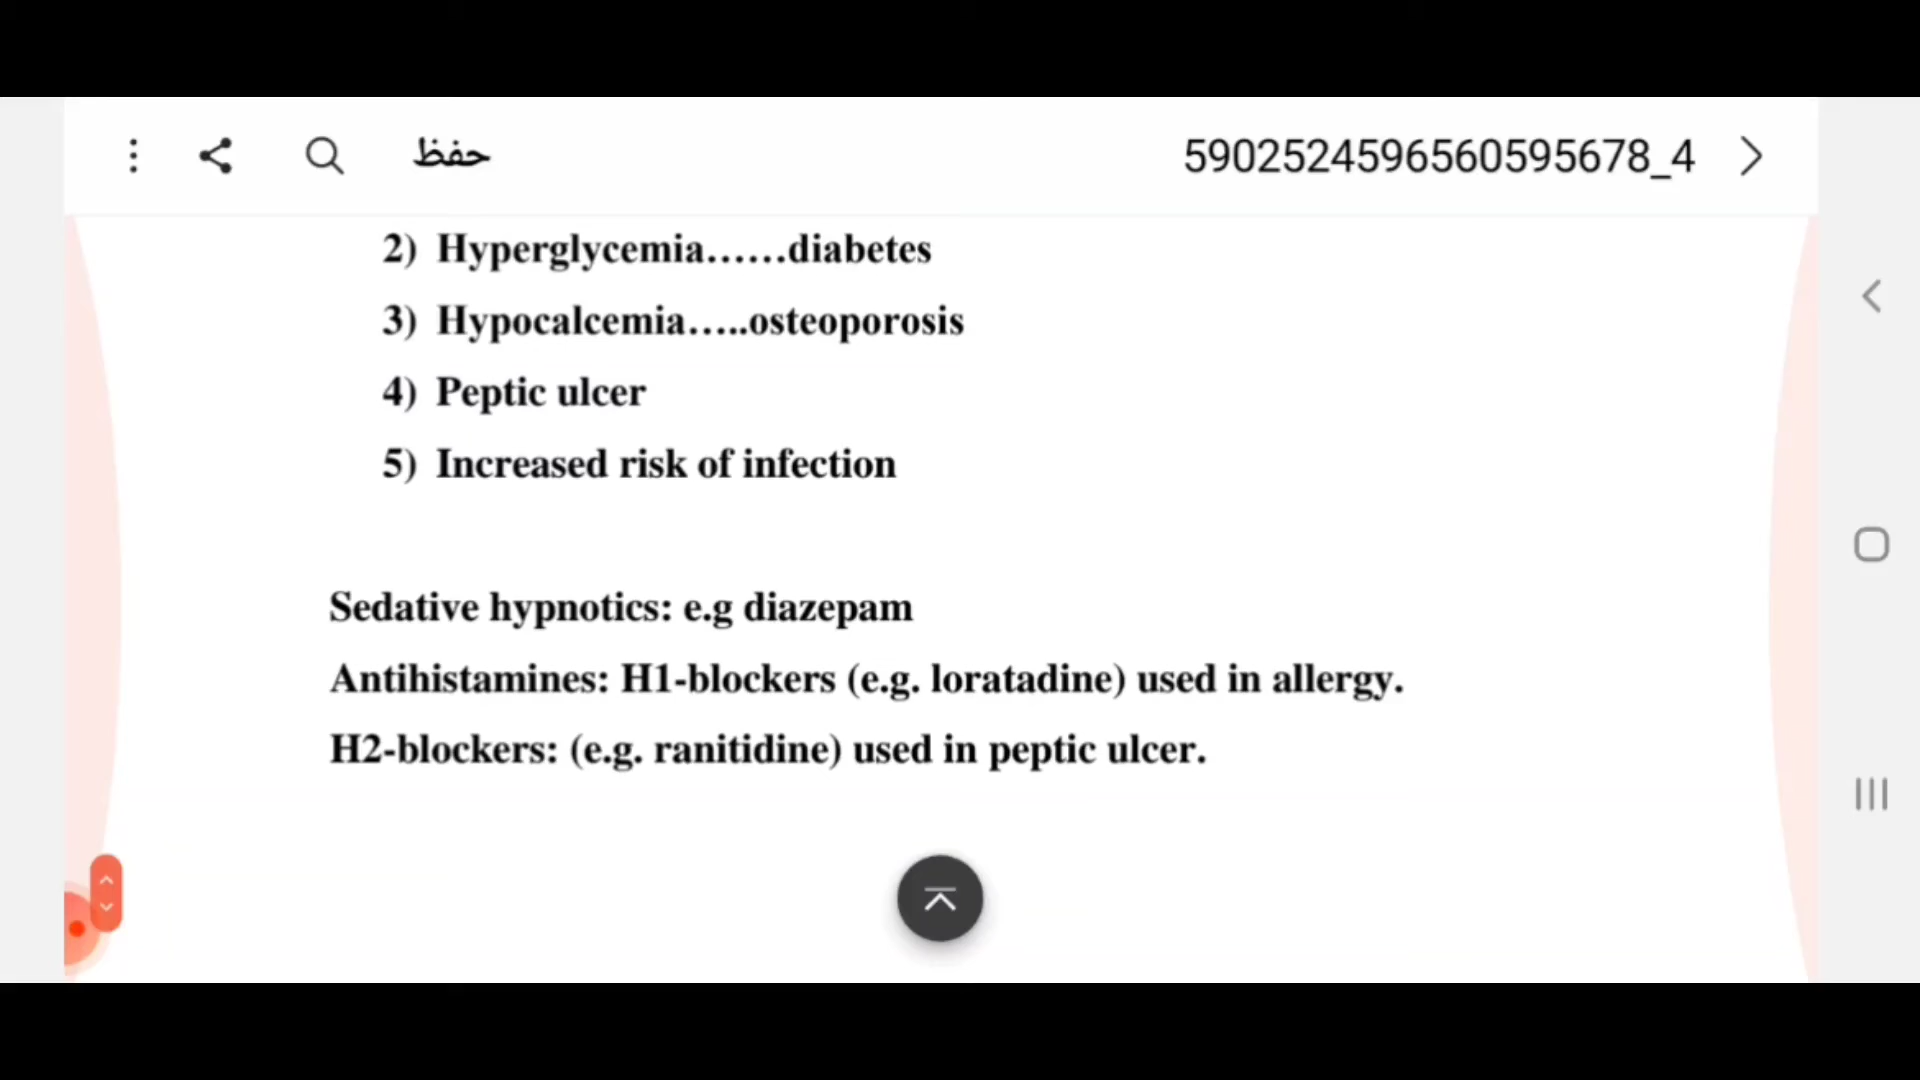 حفظ
5902524596560595678_4
2) Hyperglycemia......diabetes
3) Hypocalcemia.....osteoporosis
4) Peptic ulcer
5) Increased risk of infection
Sedative hypnotics: e.g diazepam
Antihistamines: H1-blockers (e.g. loratadine) used in allergy.
H2-blockers: (e.g. ranitidine) used in peptic ulcer.